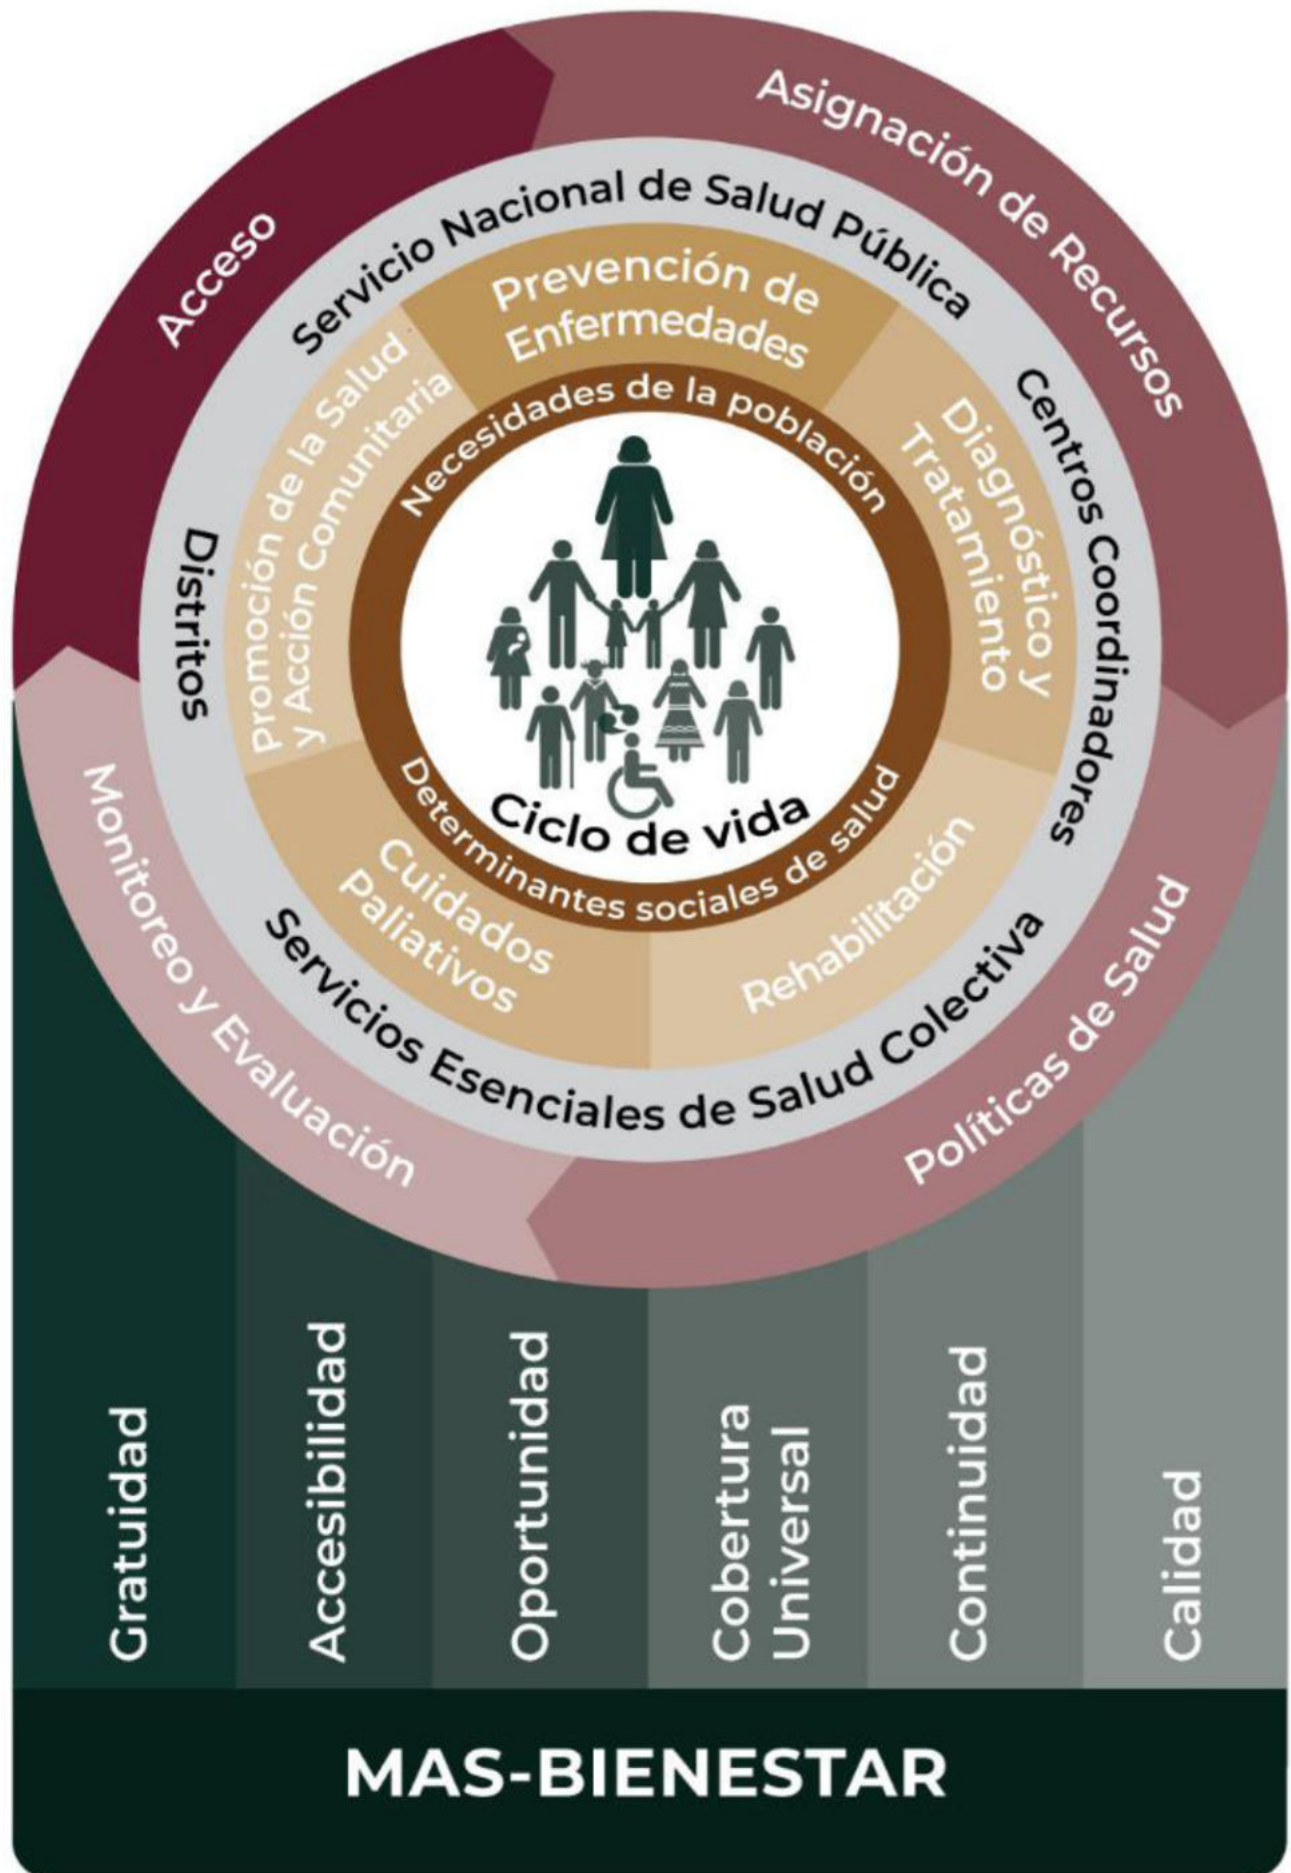 Acceso
Asignación de Recursos
Políticas de Salud
Monitoreo y Evaluación
Servicio Nacional de Salud Pública
Centros Coordinadores
Servicios Esenciales de Salud Colectiva
Distritos
Prevención de
Enfermedades
Diagnóstico y
Tratamiento
Rehabilitación
Cuidados
Paliativos
Promoción de la Salud
y Acción Comunitaria
Necesidades de la población
Determinantes sociales de salud
Ciclo de vida
Gratuidad
Accesibilidad
Oportunidad
Cobertura
Universal
Continuidad
Calidad
MAS-BIENESTAR